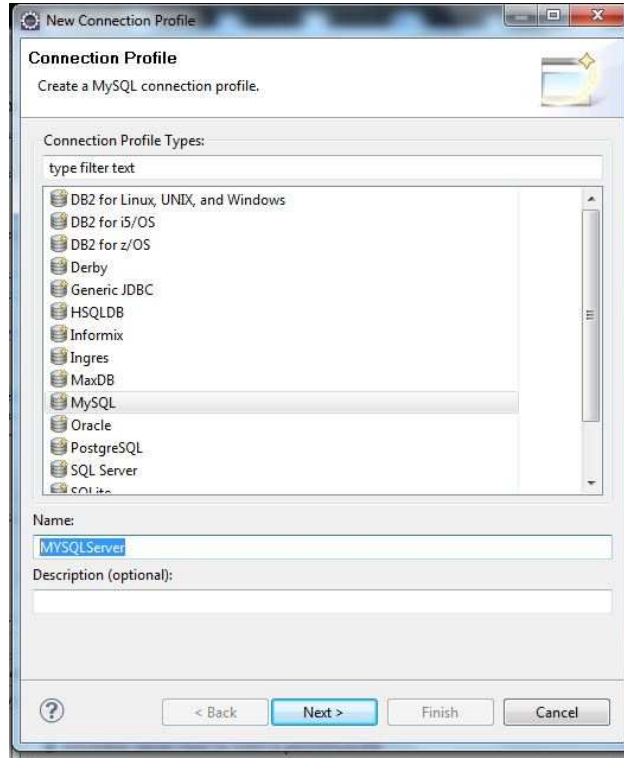 New Connection Profile
Connection Profile
Create a MySQL connection profile.
Connection Profile Types:
type filter text
DB2 for Linux, UNIX, and Windows
DB2 for i5/OS
DB2 for z/OS
Derby
Generic JDBC
HSQLDB
Informix
Ingres
MaxDB
MySQL
Oracle
PostgreSQL
SQL Server
SQLite
Name:
MYSQLServer
Description (optional):
< Back
Next >
Finish
Cancel